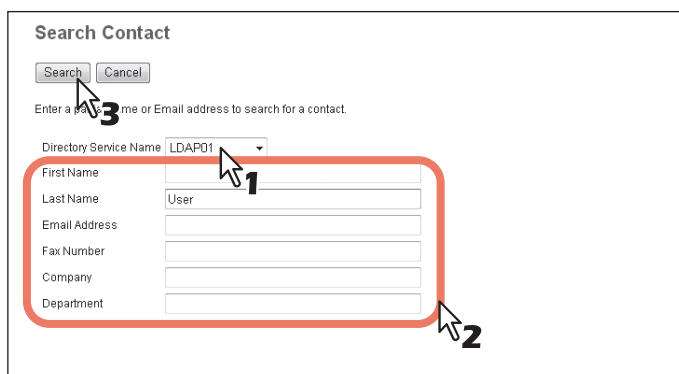 Search Contact
Search Cancel
3
Enter a pa me or Email address to search for a contact.
Directory Service Name LDAP01
1
First Name
Last Name User
Email Address
Fax Number
Company
Department
2